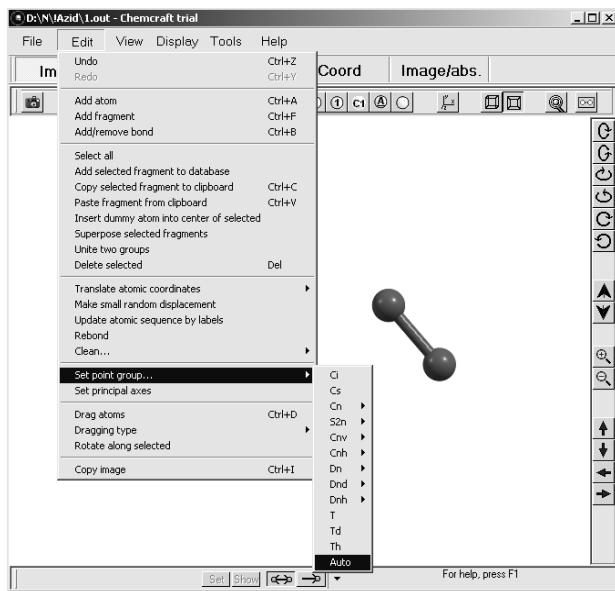 D:\N\!Azid\1.out - Chemcraft trial
File Edit View Display Tools Help
Im Coord Image/abs.
Undo Ctrl+Z
Redo Ctrl+Y
Add atom Ctrl+A
Add fragment Ctrl+F
Add/remove bond Ctrl+B
1 C1 A
Select all
Add selected fragment to database
Copy selected fragment to clipboard Ctrl+C
Paste fragment from clipboard Ctrl+V
Insert dummy atom into center of selected
Superpose selected fragments
Unite two groups
Delete selected Del
Translate atomic coordinates
Make small random displacement
Update atomic sequence by labels
Rebond
Clean...
Set point group...
Set principal axes
Drag atoms Ctrl+D
Dragging type
Rotate along selected
Copy image Ctrl+I
Ci
Cs
Cn
S2n
Cnv
Cnh
Dn
Dnd
Dnh
T
Td
Th
Auto
Set Show
For help, press F1